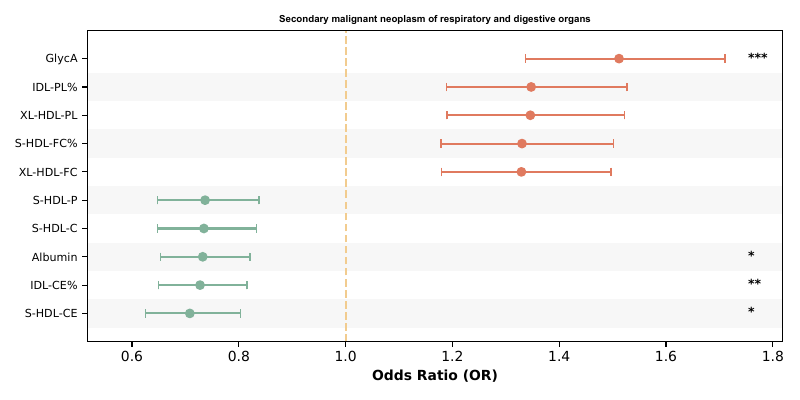 Secondary malignant neoplasm of respiratory and digestive organs
GlycA ***
IDL-PL%
XL-HDL-PL
S-HDL-FC%
XL-HDL-FC
S-HDL-P
S-HDL-C
Albumin *
IDL-CE% **
S-HDL-CE *
0.6 0.8 1.0 1.2 1.4 1.6 1.8
Odds Ratio (OR)